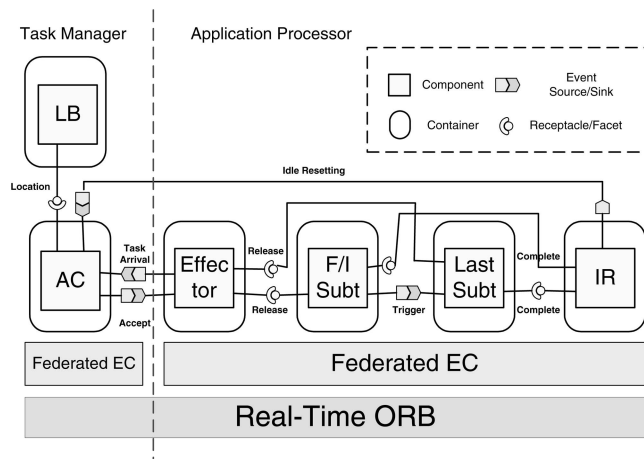 Task Manager
Application Processor
Component
Event
Source/Sink
Container
Receptacle/Facet
LB
Location
Idle Resetting
AC
Task
Arrival
Accept
Effec
tor
Release
Release
F/I
Subt
Trigger
Last
Subt
Complete
Complete
IR
Federated EC
Federated EC
Real-Time ORB